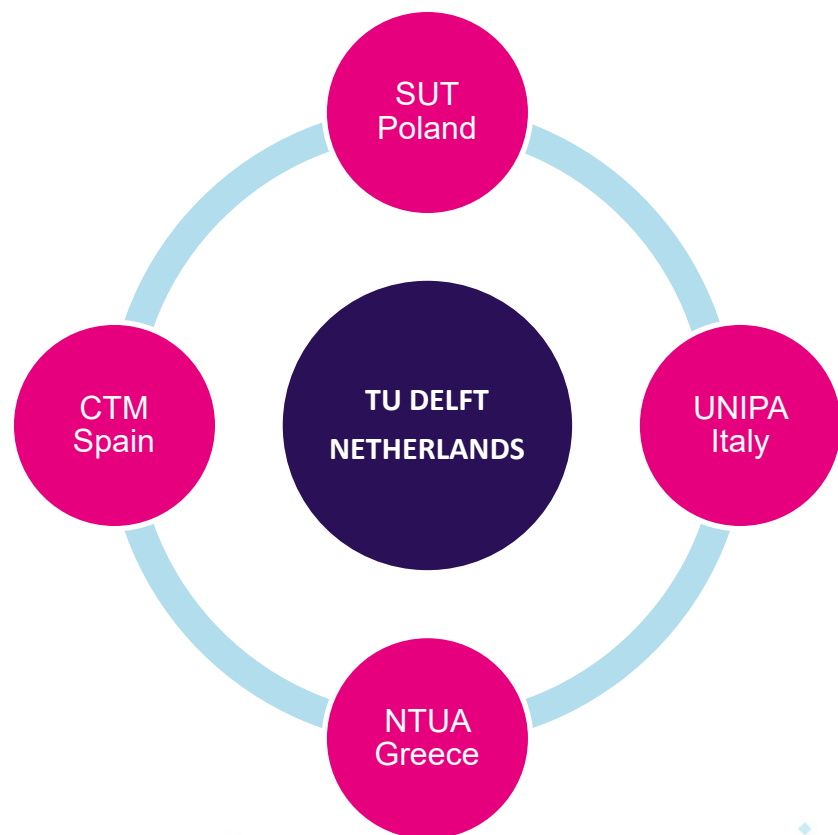 SUT
Poland
CTM
Spain
TU DELFT
NETHERLANDS
UNIPA
Italy
NTUA
Greece